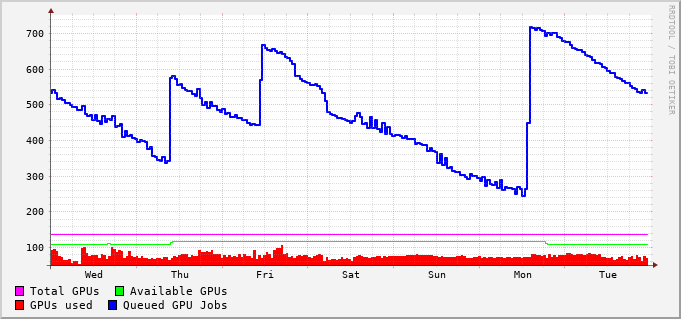 700
600
500
400
300
200
100
Wed Thu Fri Sat Sun Mon Tue
Total GPUs Available GPUs
GPUs used Queued GPU Jobs
RRDTOOL / TOBI OETIKER